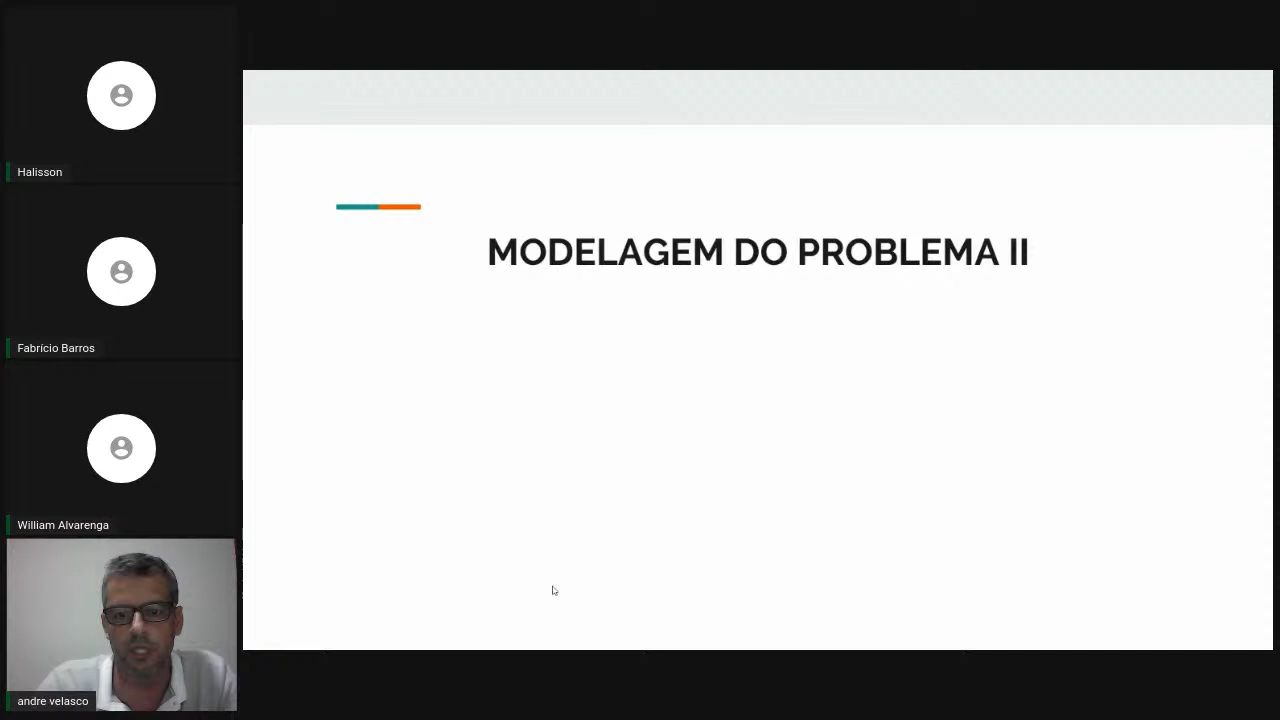 Halisson
Fabrício Barros
William Alvarenga
andre velasco
MODELAGEM DO PROBLEMA II